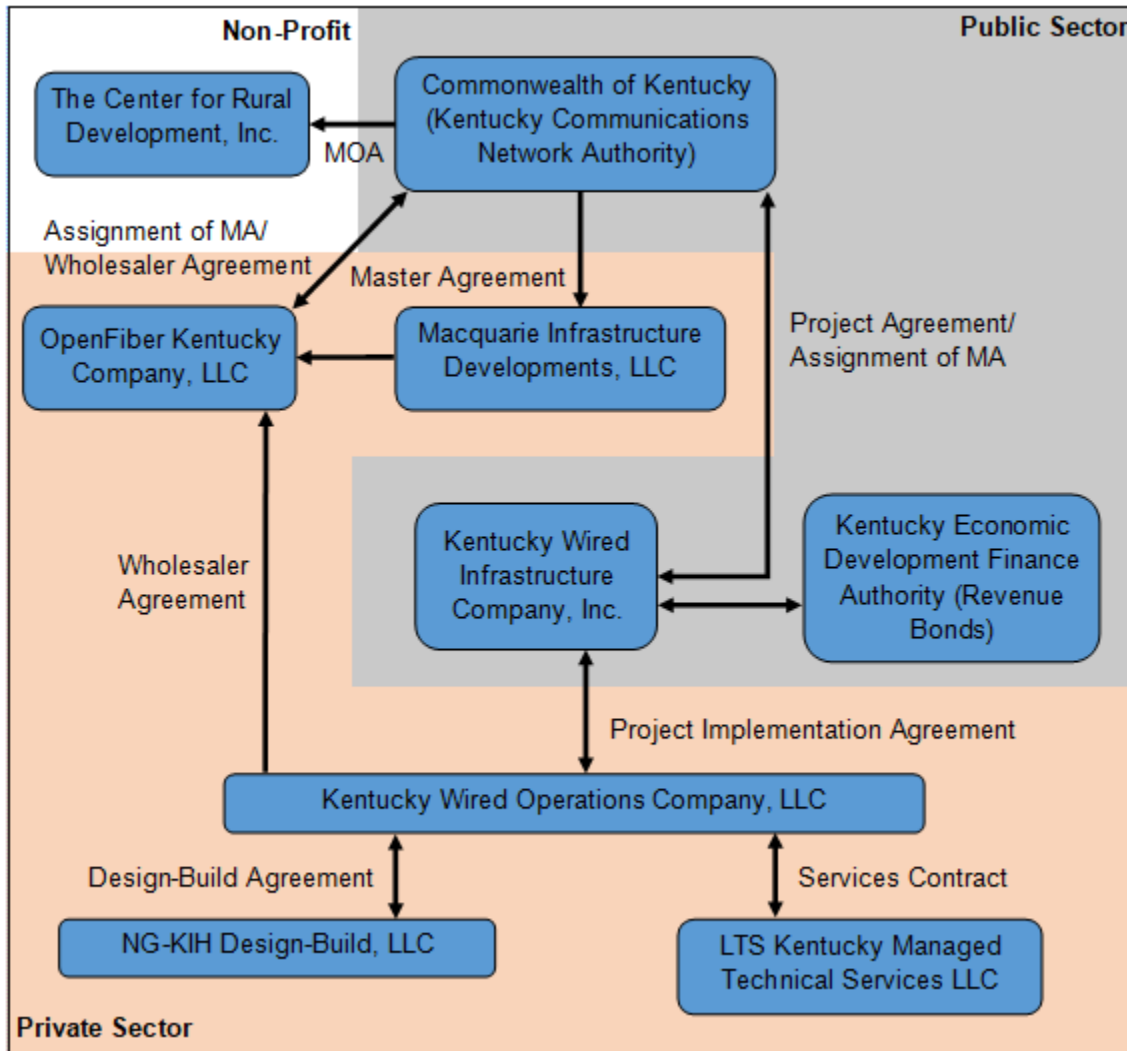 Non-Profit
Public Sector
The Center for Rural
Development, Inc.
Commonwealth of Kentucky
(Kentucky Communications
Network Authority)
MOA
Assignment of MA/
Wholesaler Agreement
Master Agreement
Project Agreement/
Assignment of MA
OpenFiber Kentucky
Company, LLC
Macquarie Infrastructure
Developments, LLC
Kentucky Wired
Infrastructure
Company, Inc.
Kentucky Economic
Development Finance
Authority (Revenue
Bonds)
Wholesaler
Agreement
Project Implementation Agreement
Kentucky Wired Operations Company, LLC
Design-Build Agreement
Services Contract
NG-KIH Design-Build, LLC
LTS Kentucky Managed
Technical Services LLC
Private Sector